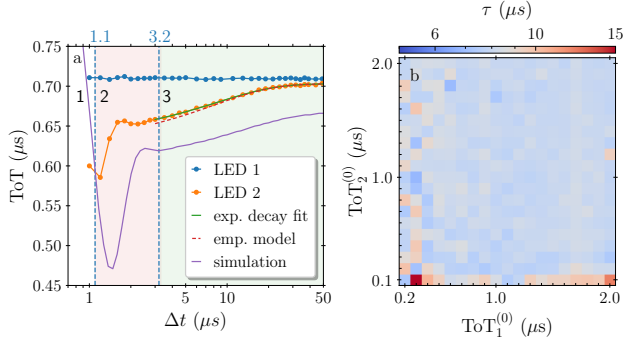 1.1 3.2
a
0.75
0.70
0.65
0.60
0.55
0.50
0.45
ToT (μs)
1 2 3
LED 1
LED 2
exp. decay fit
emp. model
simulation
1 5 10 50
Δt (μs)
τ (μs)
6 10 15
b
2.0
1.0
0.1
ToT₂⁽⁰⁾ (μs)
0.2 1.0 2.0
ToT₁⁽⁰⁾ (μs)